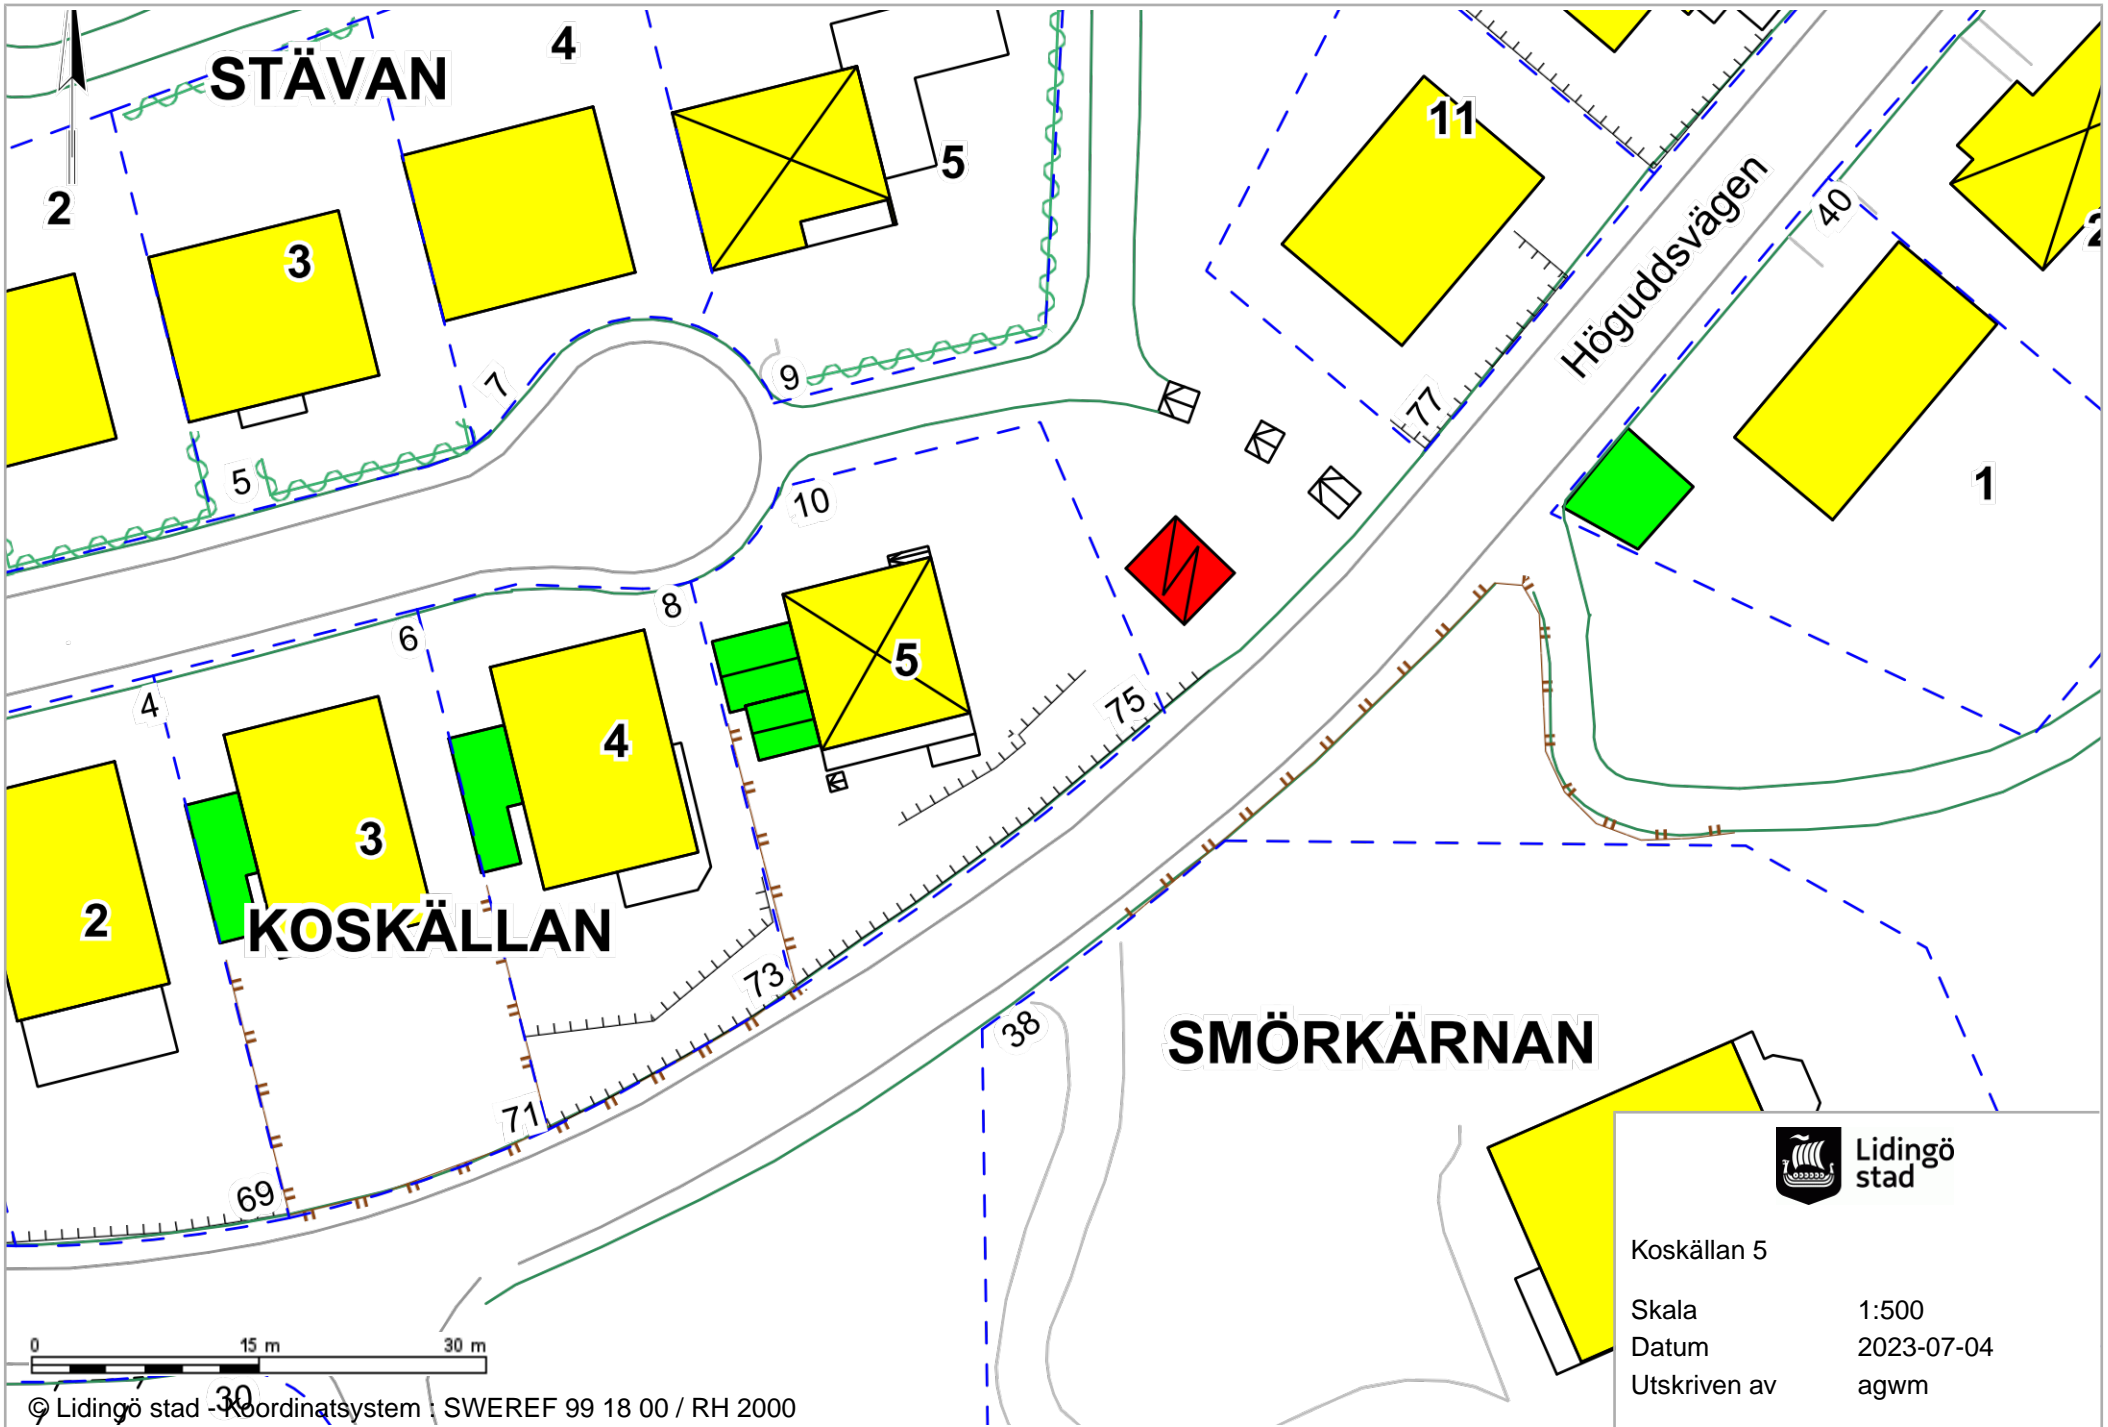 STÄVAN
4
11
5
2
3
Höguddsvägen
40
2
7
9
77
5
10
1
8
6
5
4
75
4
3
2
KOSKÄLLAN
73
38
SMÖRKÄRNAN
71
69
Lidingö
stad
Koskällan 5
Skala 1:500
Datum 2023-07-04
Utskriven av agwm
0 15 m 30 m
30
© Lidingö stad - Koordinatsystem : SWEREF 99 18 00 / RH 2000